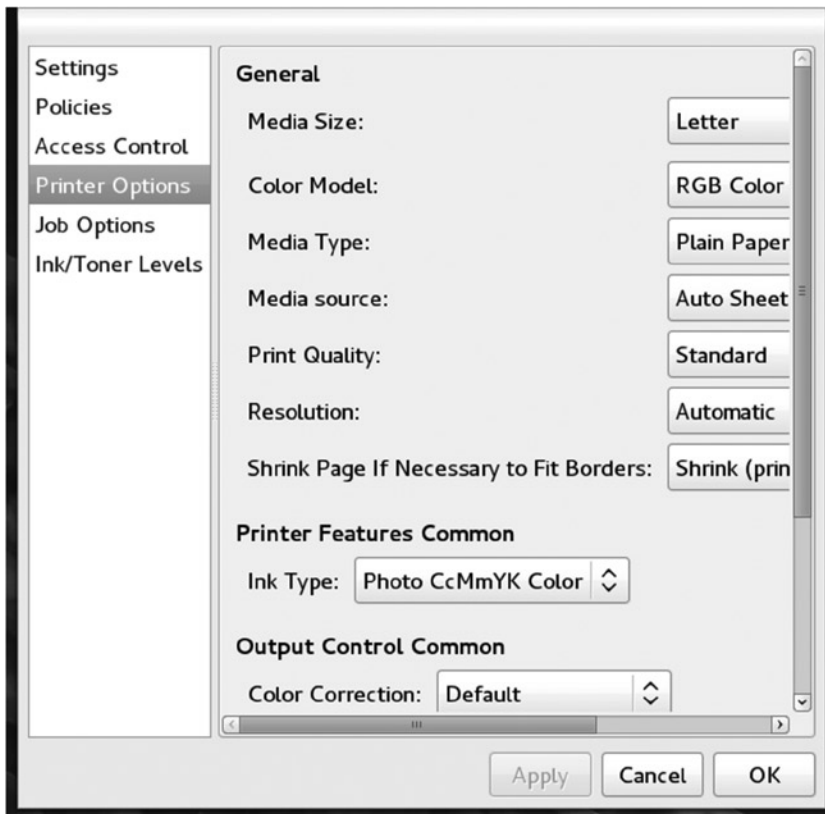 Settings
Policies
Access Control
Printer Options
Job Options
Ink/Toner Levels
General
Media Size: Letter
Color Model: RGB Color
Media Type: Plain Paper
Media source: Auto Sheet
Print Quality: Standard
Resolution: Automatic
Shrink Page If Necessary to Fit Borders: Shrink (prin
Printer Features Common
Ink Type: Photo CcMmYK Color
Output Control Common
Color Correction: Default
Apply Cancel OK